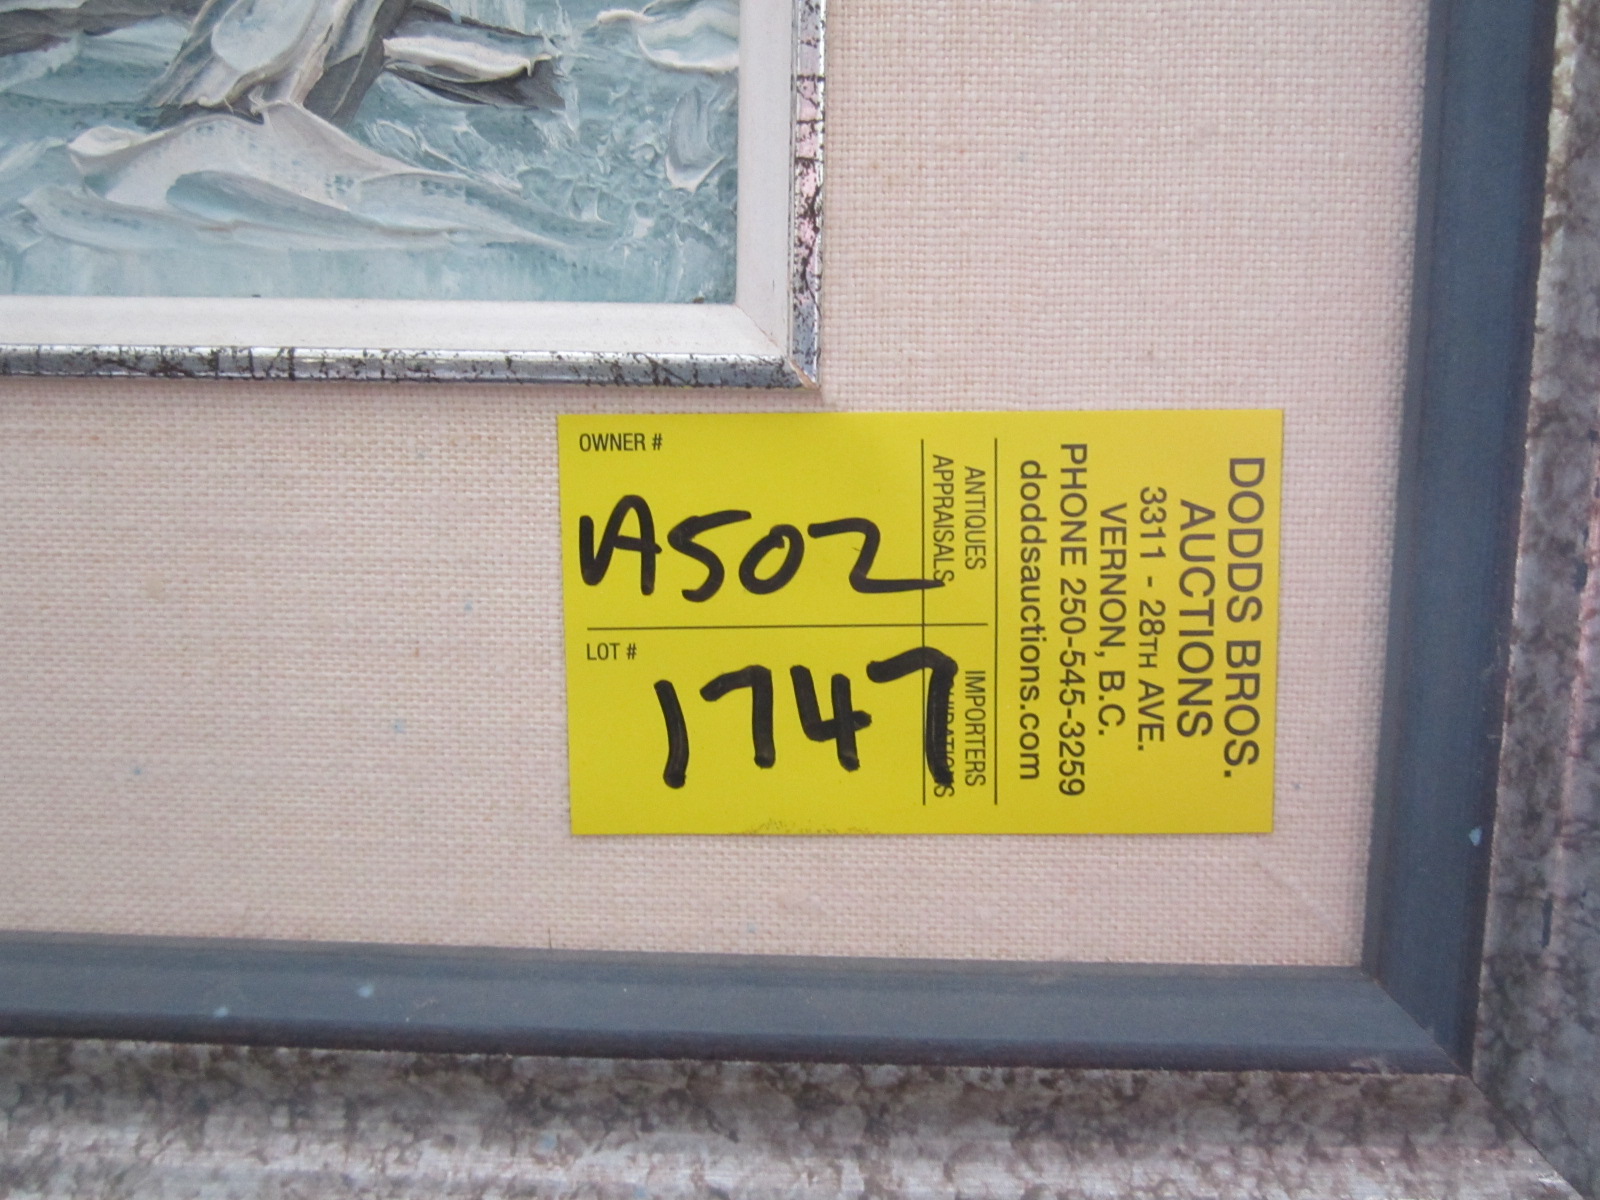 DODDS BROS.
AUCTIONS
3311 - 28TH AVE.
VERNON, B.C.
PHONE 250-545-3259
doddsauctions.com
ANTIQUES
APPRAISALS
IMPORTERS
OWNER #
A502
LOT #
1747